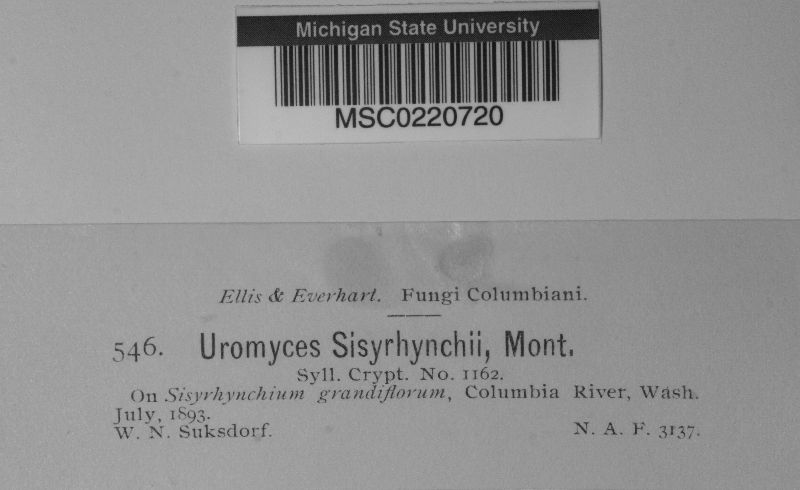 Michigan State University
MSC0220720
Ellis & Everhart. Fungi Columbiani.
546. Uromyces Sisyrhynchii, Mont.
Syll. Crypt. No. 1162.
On Sisyrhynchium grandiflorum, Columbia River, Wash.
July, 1893.
W. N. Suksdorf. N. A. F. 3137.